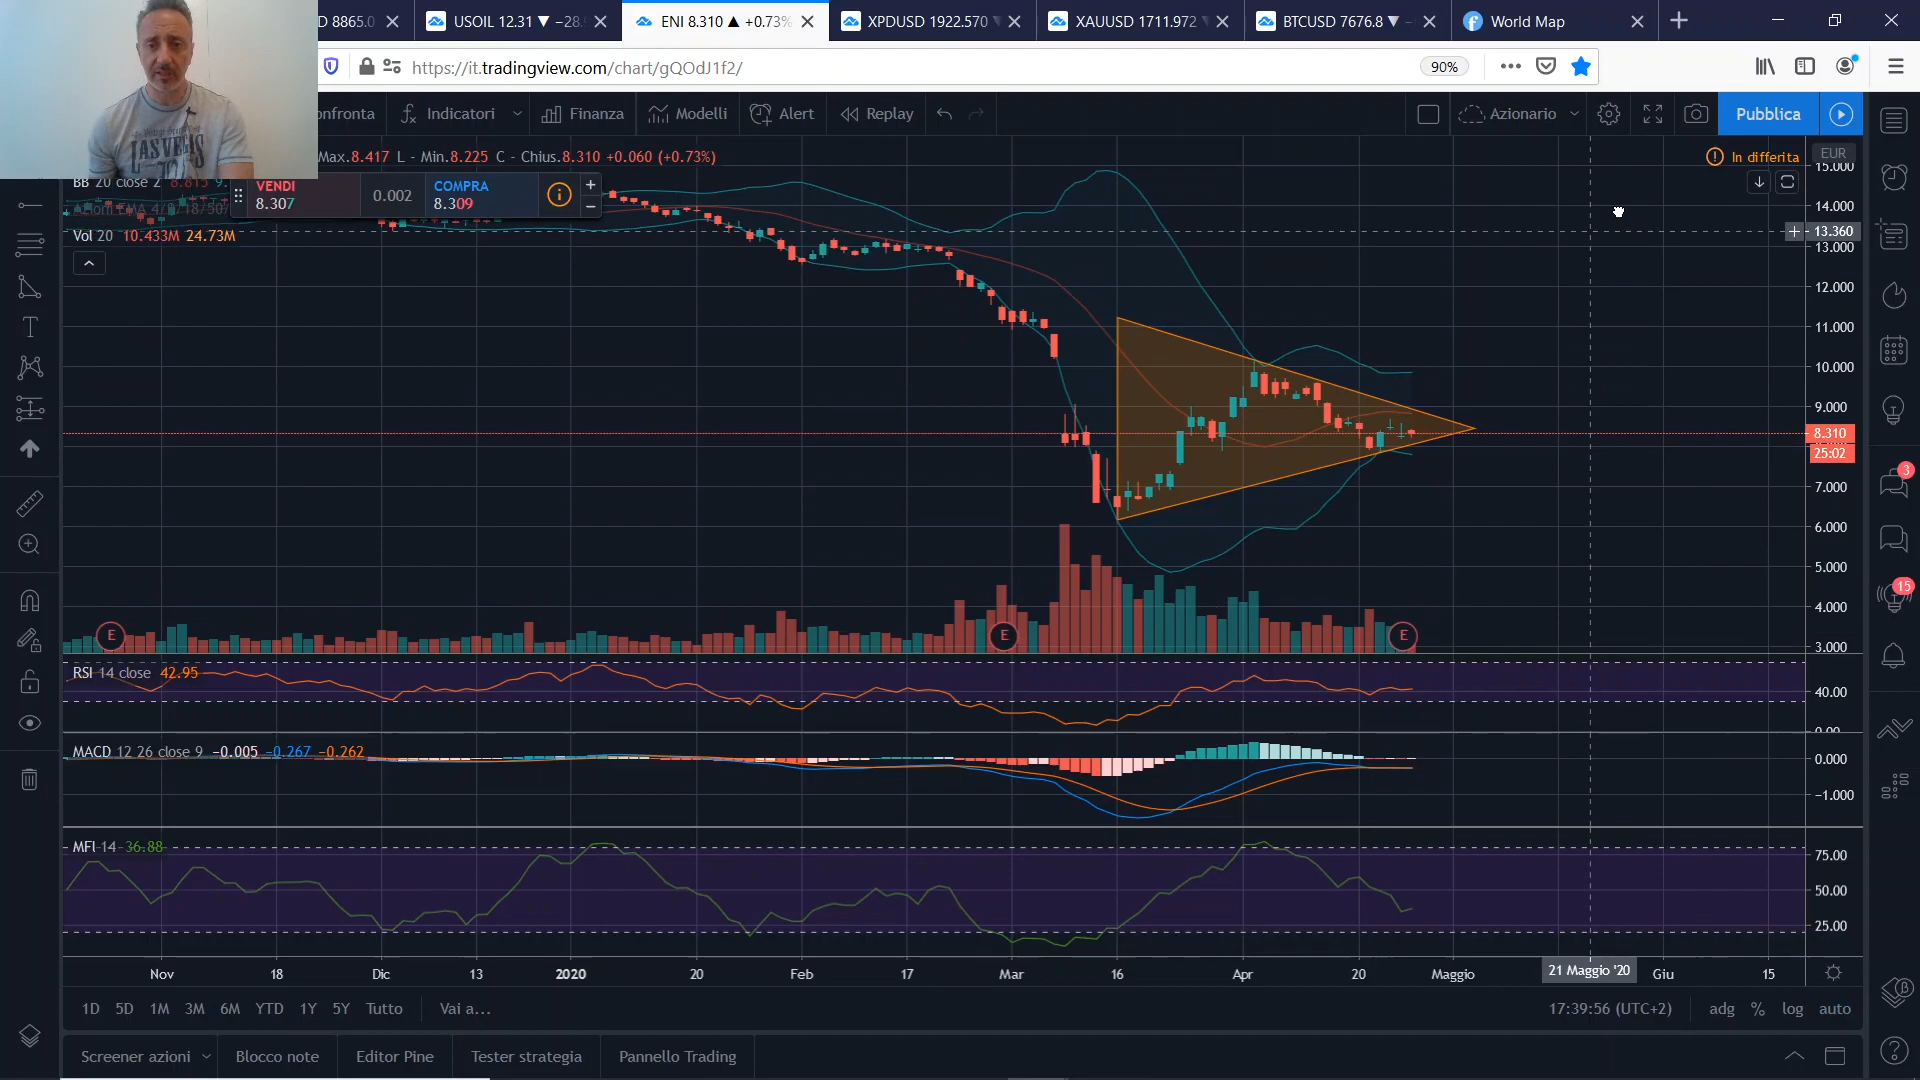 D 8865.0
USOIL 12.31 ▼ −28.
ENI 8.310 ▲ +0.73%
XPDUSD 1922.570
XAUUSD 1711.972
BTCUSD 7676.8 ▼ −
World Map
https://it.tradingview.com/chart/gQOdJ1f2/
90%
onfronta
Indicatori
Finanza
Modelli
Alert
Replay
Azionario
Pubblica
LAS VEGAS
Max.8.417 L - Min.8.225 C - Chius.8.310 +0.060 (+0.73%)
In differita
EUR
BB 20 close 2 8.815 9.
VENDI
8.307
0.002
COMPRA
8.309
Vol 20 10.433M 24.73M
15.000
14.000
13.360
13.000
12.000
11.000
10.000
9.000
8.310
25:02
7.000
6.000
5.000
4.000
3.000
E
E
E
3
15
RSI 14 close 42.95
40.00
0.00
MACD 12 26 close 9 −0.005 −0.267 −0.262
0.000
−1.000
MFI 14 36.88
75.00
50.00
25.00
Nov
18
Dic
13
2020
20
Feb
17
Mar
16
Apr
20
Maggio
21 Maggio '20
Giu
15
1D 5D 1M 3M 6M YTD 1Y 5Y Tutto
Vai a...
17:39:56 (UTC+2)
adg % log auto
Screener azioni
Blocco note
Editor Pine
Tester strategia
Pannello Trading